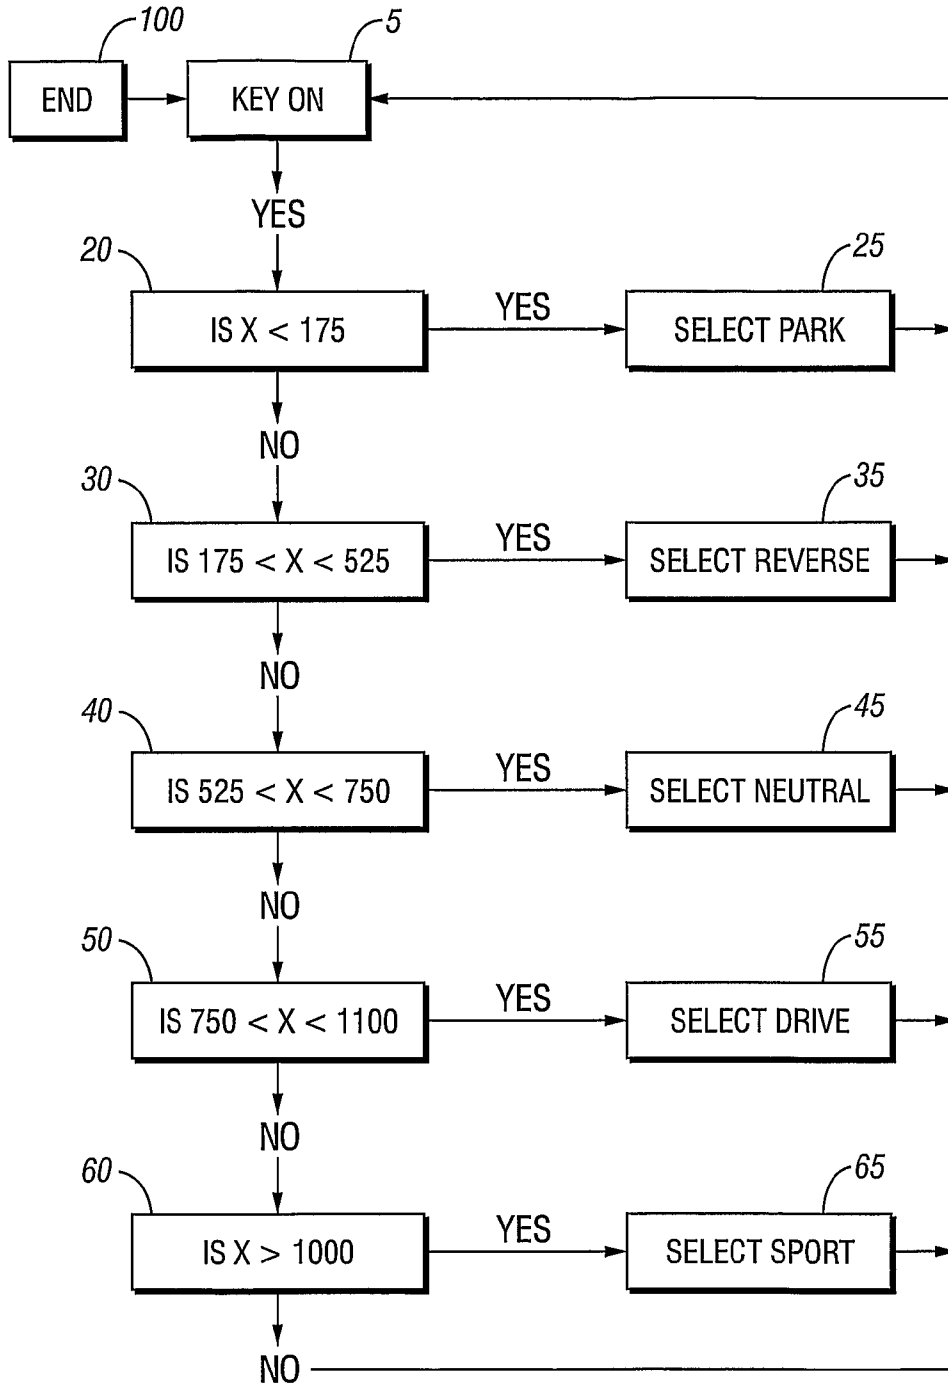 100
5
END
KEY ON
YES
20
25
IS X < 175
YES
SELECT PARK
NO
30
35
IS 175 < X < 525
YES
SELECT REVERSE
NO
40
45
IS 525 < X < 750
YES
SELECT NEUTRAL
NO
50
55
IS 750 < X < 1100
YES
SELECT DRIVE
NO
60
65
IS X > 1000
YES
SELECT SPORT
NO